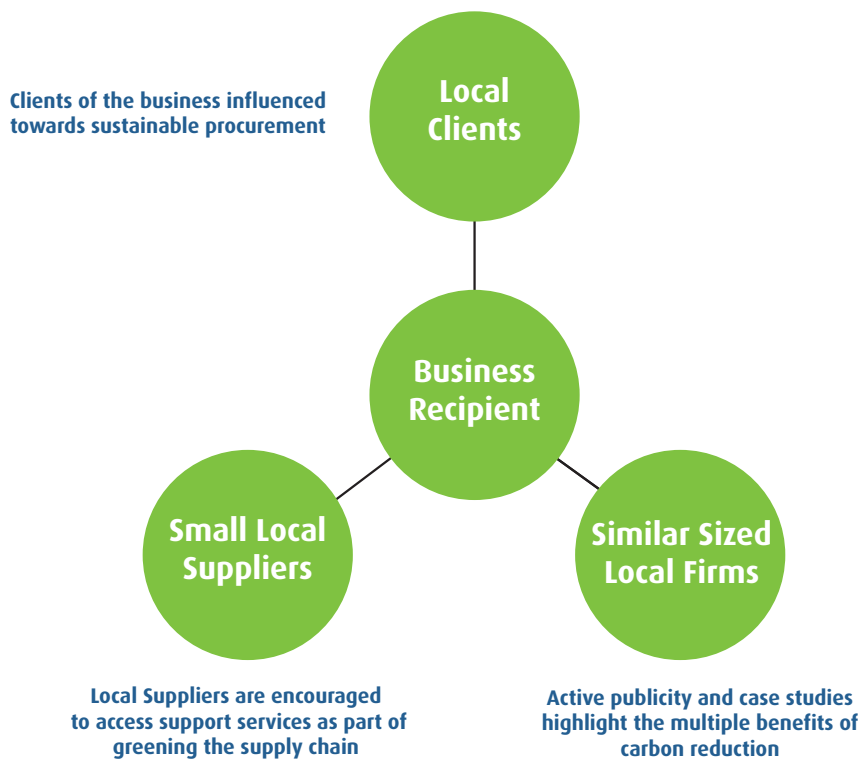 Clients of the business influenced
towards sustainable procurement
Local
Clients
Business
Recipient
Small Local
Suppliers
Similar Sized
Local Firms
Local Suppliers are encouraged
to access support services as part of
greening the supply chain
Active publicity and case studies
highlight the multiple benefits of
carbon reduction